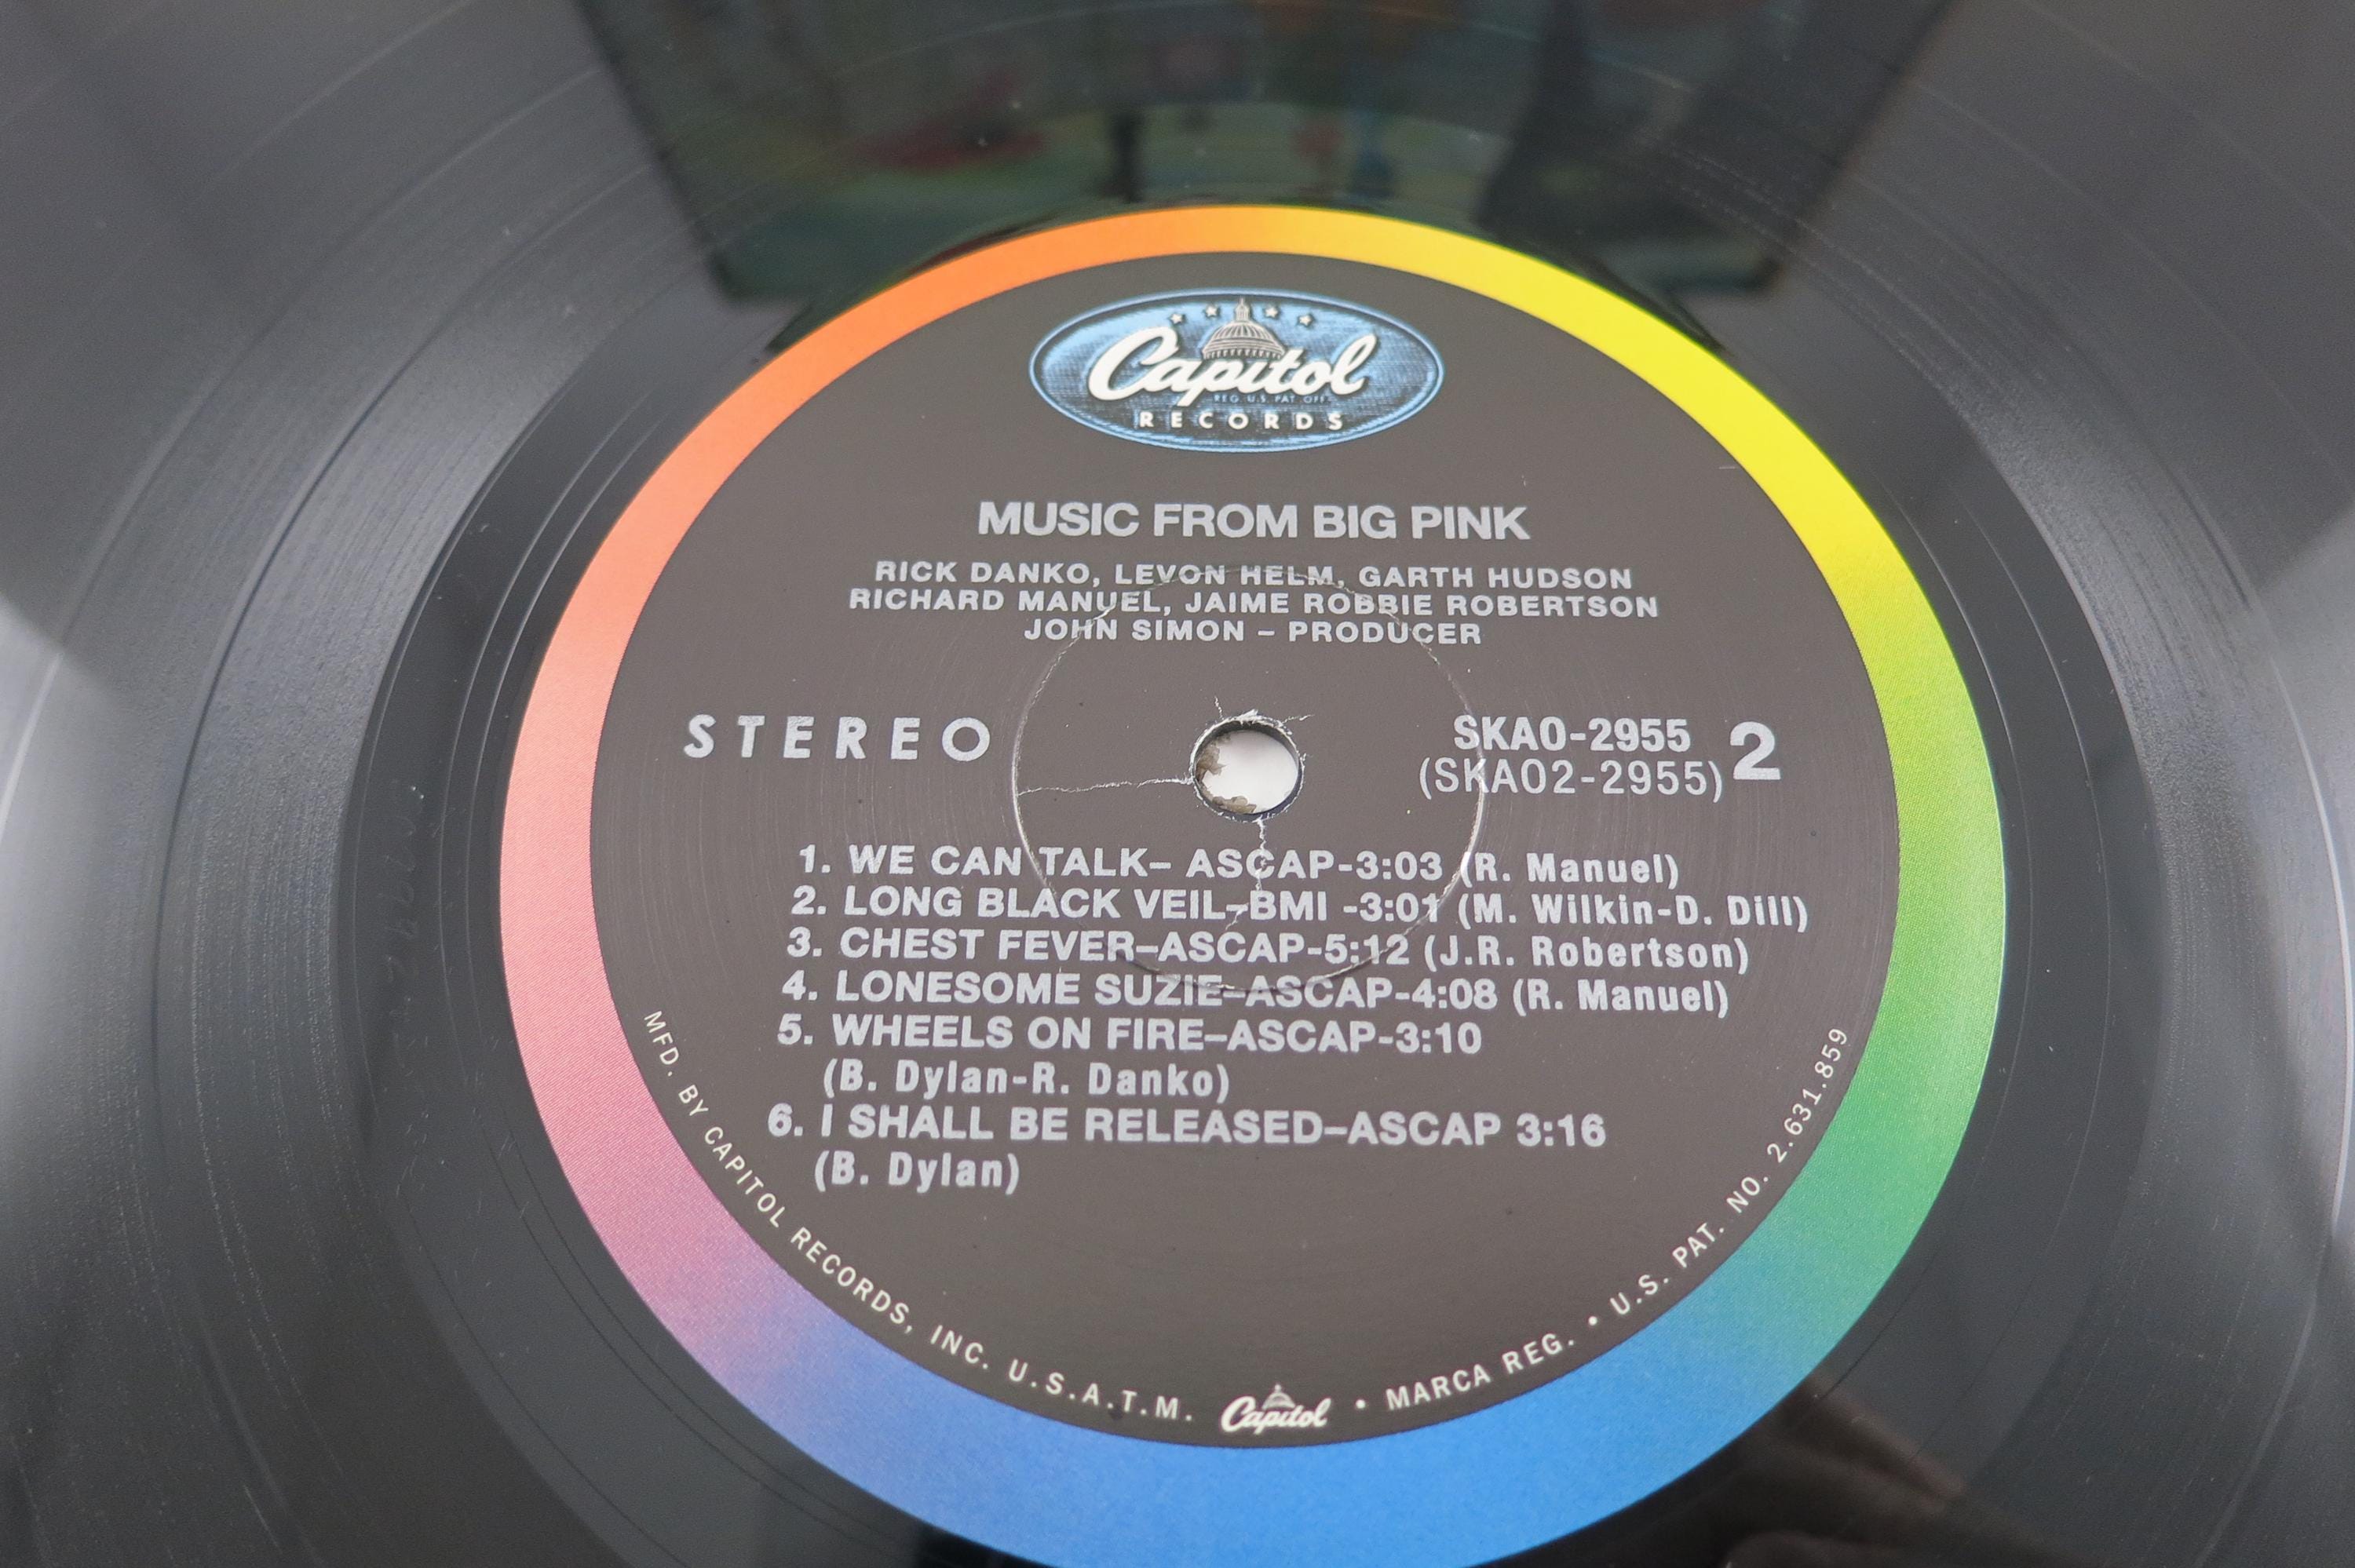 Capitol
REG. U.S. PAT. OFF.
RECORDS
MUSIC FROM BIG PINK
RICK DANKO, LEVON HELM, GARTH HUDSON
RICHARD MANUEL, JAIME ROBBIE ROBERTSON
JOHN SIMON – PRODUCER
STEREO
SKAO-2955
(SKAO2-2955)
2
1. WE CAN TALK– ASCAP-3:03 (R. Manuel)
2. LONG BLACK VEIL–BMI -3:01 (M. Wilkin-D. Dill)
3. CHEST FEVER–ASCAP-5:12 (J.R. Robertson)
4. LONESOME SUZIE–ASCAP-4:08 (R. Manuel)
5. WHEELS ON FIRE–ASCAP-3:10
(B. Dylan-R. Danko)
6. I SHALL BE RELEASED–ASCAP 3:16
(B. Dylan)
MFD. BY CAPITOL RECORDS, INC. U.S.A.T.M. Capitol • MARCA REG. • U.S. PAT. NO. 2.631.859